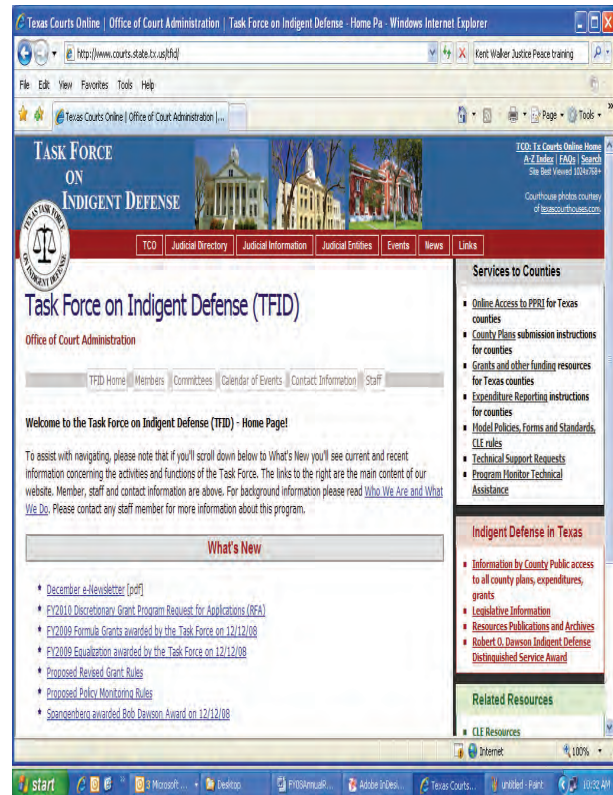 Texas Courts Online | Office of Court Administration | Task Force on Indigent Defense - Home Pa - Windows Internet Explorer
http://www.courts.state.tx.us/tfid/
Kent Walker Justice Peace training
File Edit View Favorites Tools Help
Texas Courts Online | Office of Court Administration |...
Page Tools
TASK FORCE
ON
INDIGENT DEFENSE
TCO: Tx Courts Online Home
A-Z Index | FAQs | Search
Site Best Viewed 1024x768+
Courthouse photos courtesy
of texascourthouses.com.
TEXAS TASK FORCE
ON INDIGENT DEFENSE
TCO Judicial Directory Judicial Information Judicial Entities Events News Links
Task Force on Indigent Defense (TFID)
Office of Court Administration
TFID Home Members Committees Calendar of Events Contact Information Staff
Welcome to the Task Force on Indigent Defense (TFID) - Home Page!
To assist with navigating, please note that if you'll scroll down below to What's New you'll see current and recent
information concerning the activities and functions of the Task Force. The links to the right are the main content of our
website. Member, staff and contact information are above. For background information please read Who We Are and What
We Do. Please contact any staff member for more information about this program.
What's New
December e-Newsletter [pdf]
FY2010 Discretionary Grant Program Request for Applications (RFA)
FY2009 Formula Grants awarded by the Task Force on 12/12/08
FY2009 Equalization awarded by the Task Force on 12/12/08
Proposed Revised Grant Rules
Proposed Policy Monitoring Rules
Spangenberg awarded Bob Dawson Award on 12/12/08
Services to Counties
Online Access to PPRI for Texas
counties
County Plans submission instructions
for counties
Grants and other funding resources
for Texas counties
Expenditure Reporting instructions
for counties
Model Policies, Forms and Standards,
CLE rules
Technical Support Requests
Program Monitor Technical
Assistance
Indigent Defense in Texas
Information by County Public access
to all county plans, expenditures,
grants
Legislative Information
Resources Publications and Archives
Robert O. Dawson Indigent Defense
Distinguished Service Award
Related Resources
CLE Resources
Internet 100%
start 3 Microsoft ... Desktop FY08AnnualR... Adobe InDesi... Texas Courts... untitled - Paint 10:32 AM